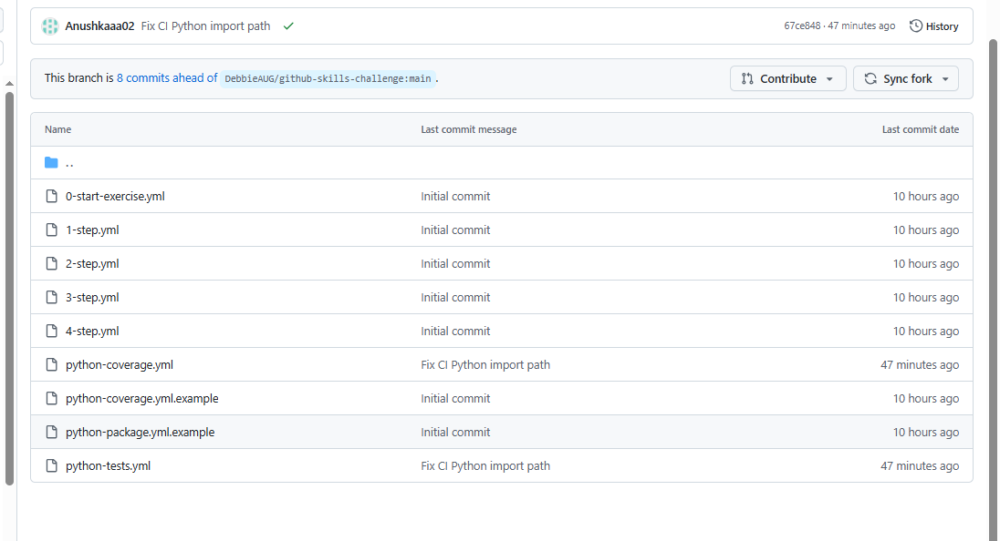 Anushkaaa02 Fix CI Python import path 67ce848 · 47 minutes ago History
This branch is 8 commits ahead of DebbieAUG/github-skills-challenge:main . Contribute Sync fork
Name Last commit message Last commit date
..
0-start-exercise.yml Initial commit 10 hours ago
1-step.yml Initial commit 10 hours ago
2-step.yml Initial commit 10 hours ago
3-step.yml Initial commit 10 hours ago
4-step.yml Initial commit 10 hours ago
python-coverage.yml Fix CI Python import path 47 minutes ago
python-coverage.yml.example Initial commit 10 hours ago
python-package.yml.example Initial commit 10 hours ago
python-tests.yml Fix CI Python import path 47 minutes ago